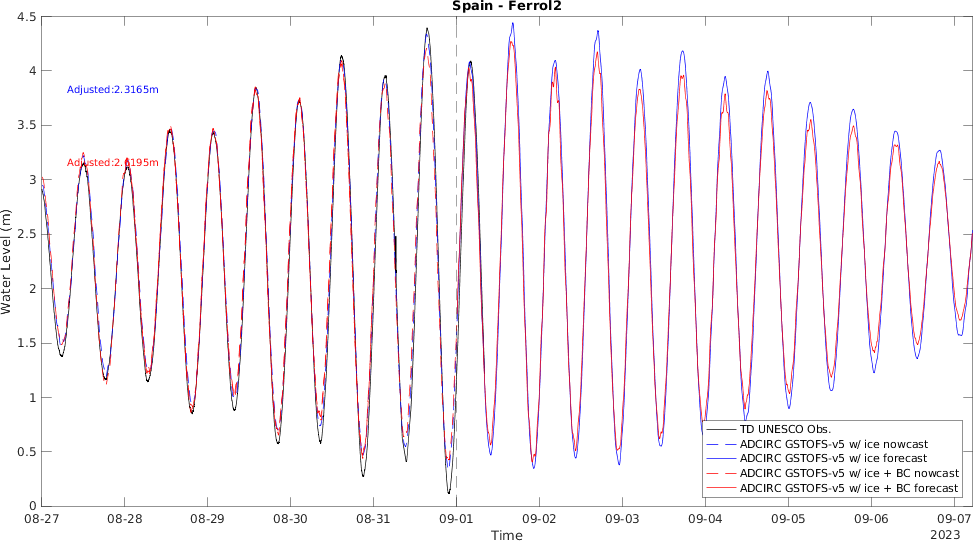 Spain - Ferrol2
4.5
4
3.5
3
2.5
2
1.5
1
0.5
0
Water Level (m)
Adjusted:2.3165m
TD UNESCO Obs.
ADCIRC GSTOFS-v5 w/ ice nowcast
ADCIRC GSTOFS-v5 w/ ice forecast
ADCIRC GSTOFS-v5 w/ ice + BC nowcast
ADCIRC GSTOFS-v5 w/ ice + BC forecast
08-27 08-28 08-29 08-30 08-31 09-01 09-02 09-03 09-04 09-05 09-06 09-07
2023
Time